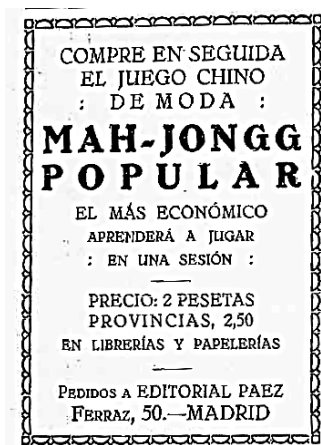 COMPRE EN SEGUIDA
EL JUEGO CHINO
: DE MODA :
MAH-JONGG
POPULAR
EL MÁS ECONÓMICO
APRENDERÁ A JUGAR
: EN UNA SESIÓN :
PRECIO: 2 PESETAS
PROVINCIAS, 2,50
EN LIBRERÍAS Y PAPELERÍAS
PEDIDOS A EDITORIAL PAEZ
FERRAZ, 50.—MADRID